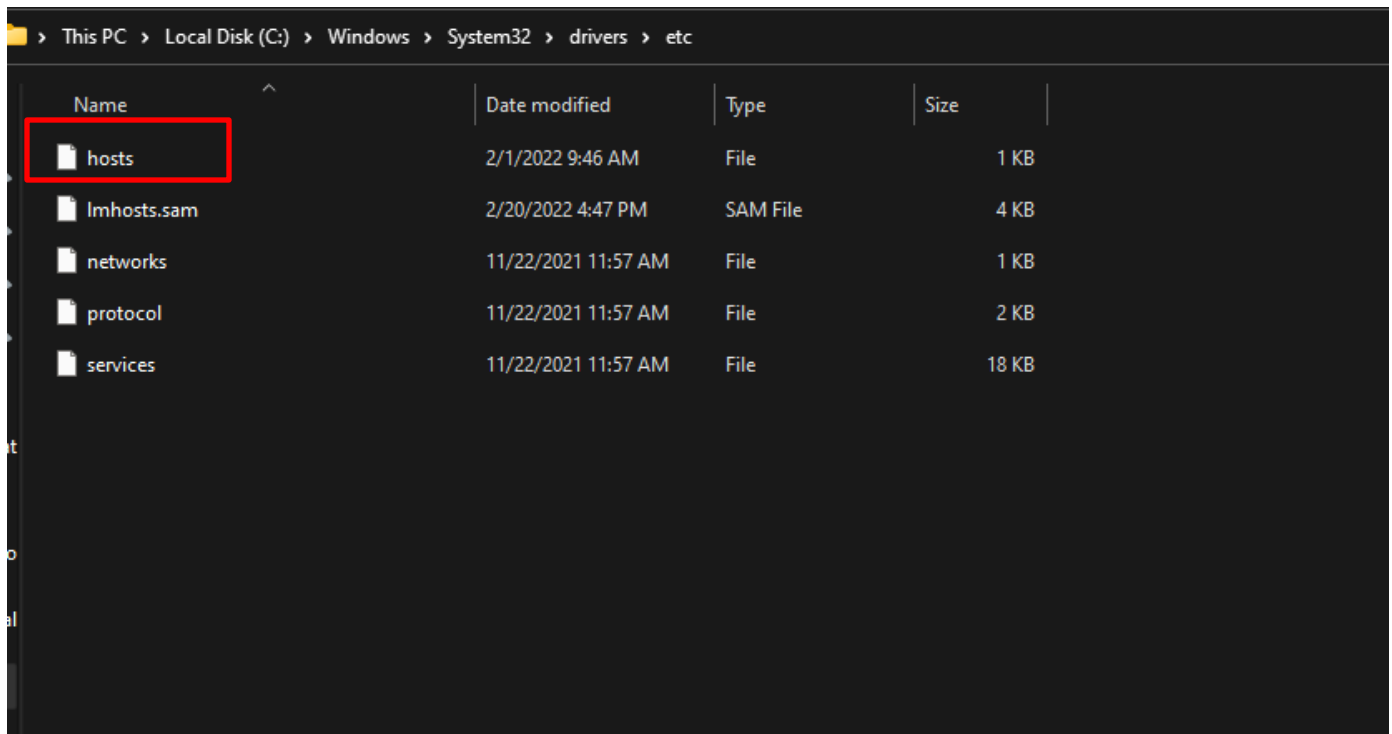 This PC > Local Disk (C:) > Windows > System32 > drivers > etc
Name Date modified Type Size
hosts 2/1/2022 9:46 AM File 1 KB
lmhosts.sam 2/20/2022 4:47 PM SAM File 4 KB
networks 11/22/2021 11:57 AM File 1 KB
protocol 11/22/2021 11:57 AM File 2 KB
services 11/22/2021 11:57 AM File 18 KB